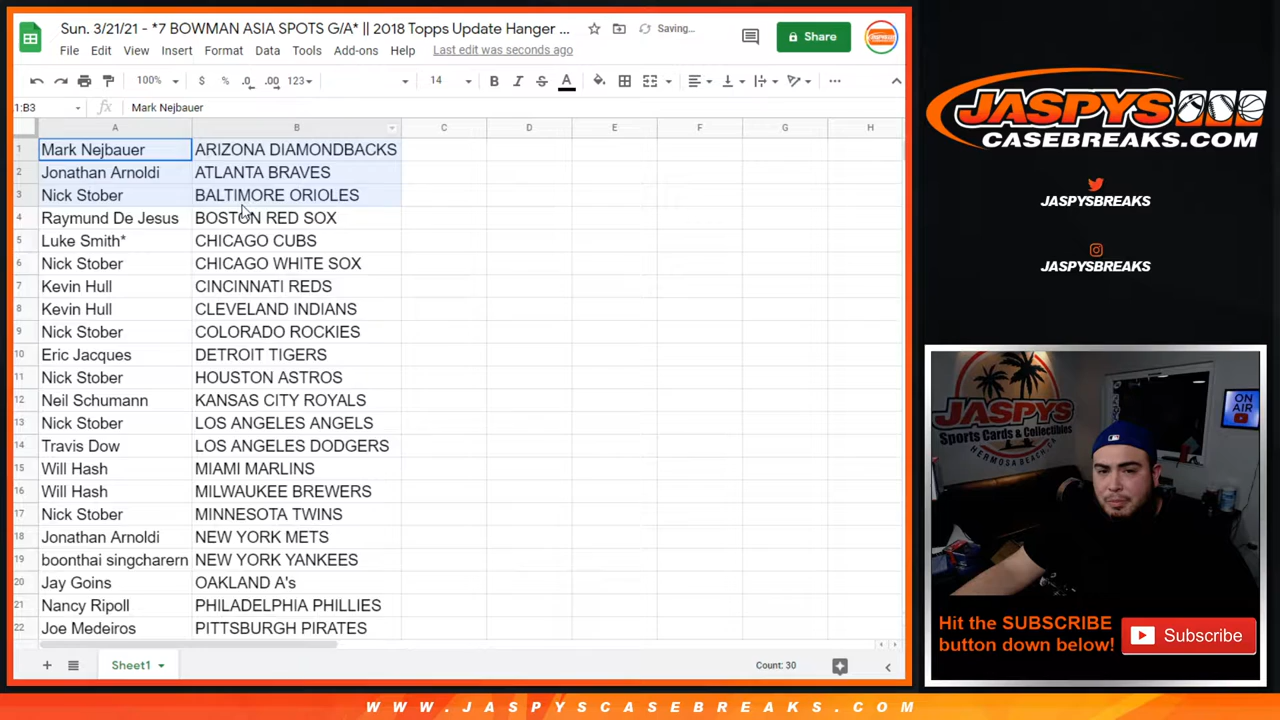 Sun. 3/21/21 - *7 BOWMAN ASIA SPOTS G/A* || 2018 Topps Update Hanger ...
Saving...
Share
File Edit View Insert Format Data Tools Add-ons Help Last edit was seconds ago
100% $ % .0 .00 123 14 B I S A
1:B3 fx Mark Nejbauer
A B C D E F G H
1 Mark Nejbauer ARIZONA DIAMONDBACKS
2 Jonathan Arnoldi ATLANTA BRAVES
3 Nick Stober BALTIMORE ORIOLES
4 Raymund De Jesus BOSTON RED SOX
5 Luke Smith* CHICAGO CUBS
6 Nick Stober CHICAGO WHITE SOX
7 Kevin Hull CINCINNATI REDS
8 Kevin Hull CLEVELAND INDIANS
9 Nick Stober COLORADO ROCKIES
10 Eric Jacques DETROIT TIGERS
11 Nick Stober HOUSTON ASTROS
12 Neil Schumann KANSAS CITY ROYALS
13 Nick Stober LOS ANGELES ANGELS
14 Travis Dow LOS ANGELES DODGERS
15 Will Hash MIAMI MARLINS
16 Will Hash MILWAUKEE BREWERS
17 Nick Stober MINNESOTA TWINS
18 Jonathan Arnoldi NEW YORK METS
19 boonthai singcharern NEW YORK YANKEES
20 Jay Goins OAKLAND A's
21 Nancy Ripoll PHILADELPHIA PHILLIES
22 Joe Medeiros PITTSBURGH PIRATES
Sheet1
Count: 30
JASPYS
CASEBREAKS.COM
JASPYSBREAKS
JASPYSBREAKS
JASPYS
Sports Cards & Collectibles
HERMOSA BEACH, CA
ON
AIR
Hit the SUBSCRIBE
button down below!
Subscribe
WWW.JASPYSCASEBREAKS.COM